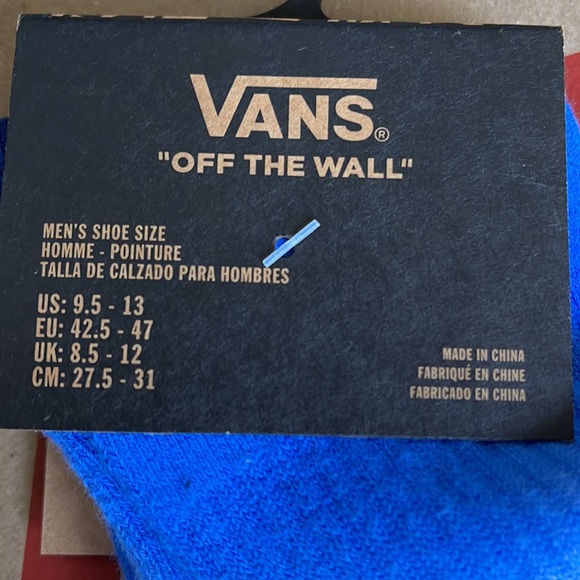 VANS®
"OFF THE WALL"
MEN'S SHOE SIZE
HOMME - POINTURE
TALLA DE CALZADO PARA HOMBRES
US: 9.5 - 13
EU: 42.5 - 47
UK: 8.5 - 12
CM: 27.5 - 31
MADE IN CHINA
FABRIQUÉ EN CHINE
FABRICADO EN CHINA